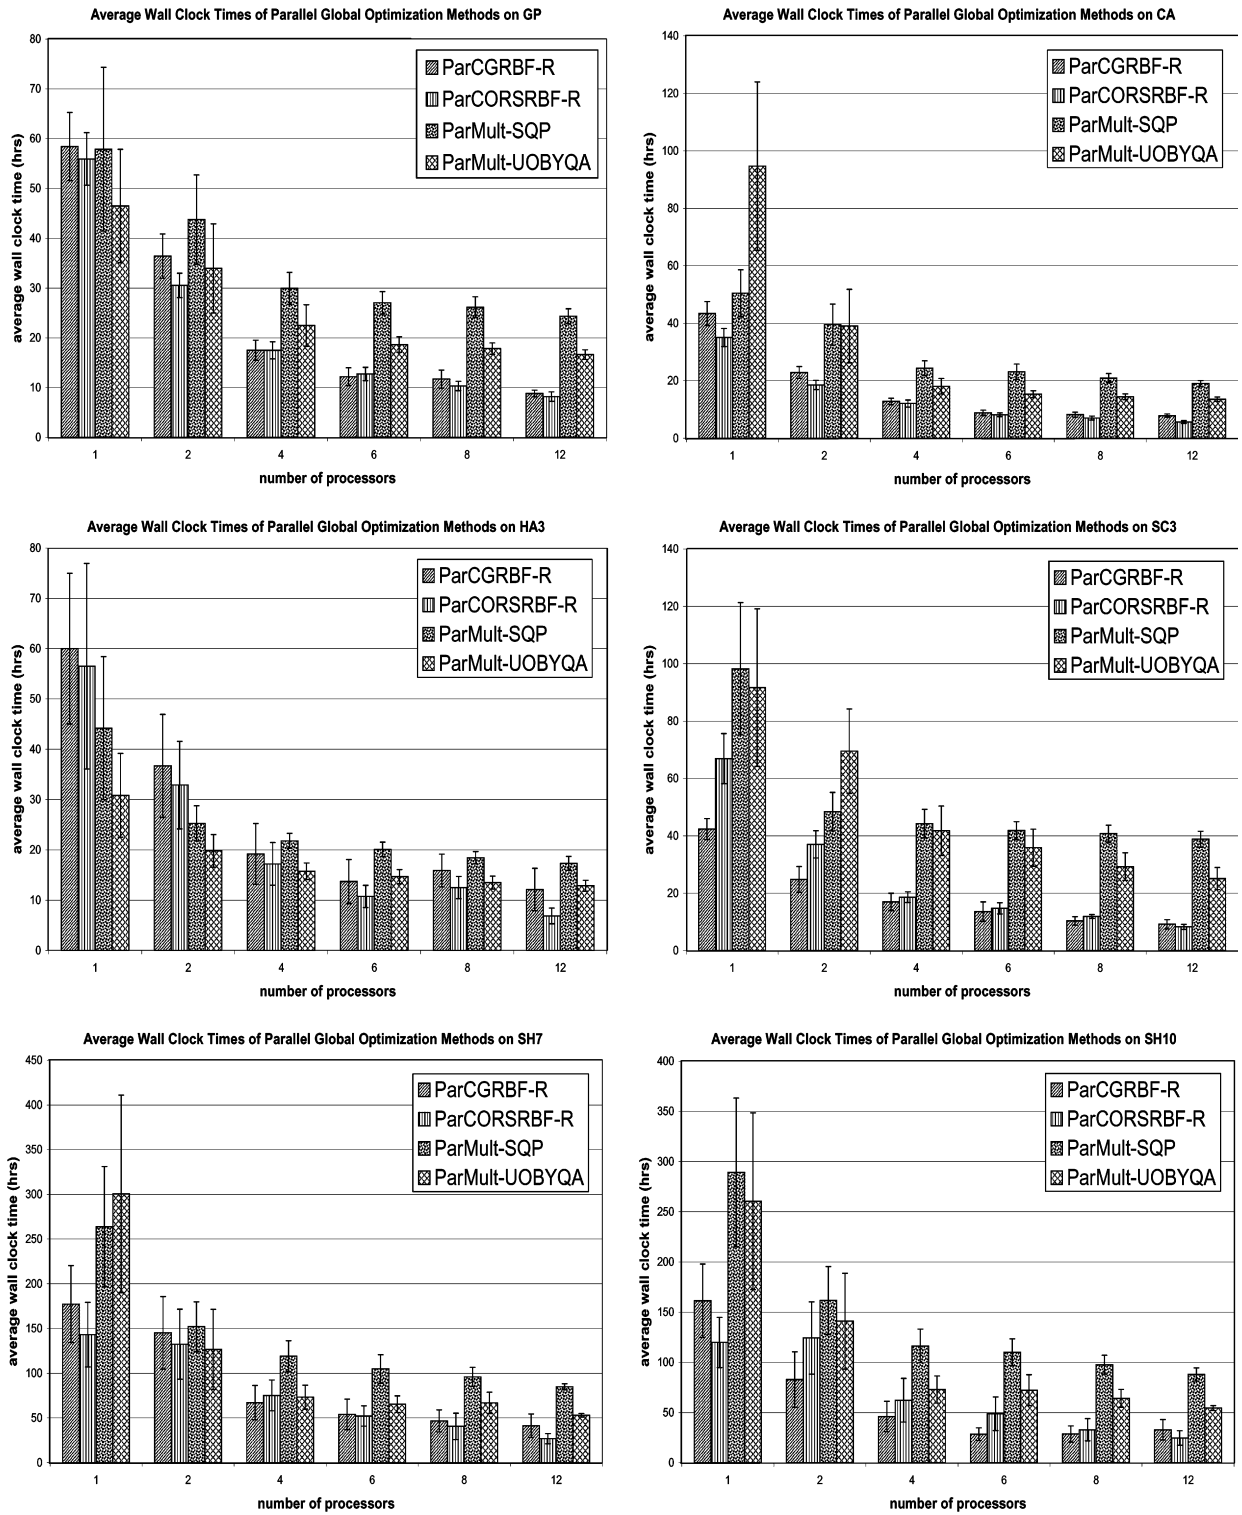 Average Wall Clock Times of Parallel Global Optimization Methods on GP
80
70
60
50
40
30
20
10
0
average wall clock time (hrs)
ParCGRBF-R
ParCORSRBF-R
ParMult-SQP
ParMult-UOBYQA
1 2 4 6 8 12
number of processors
Average Wall Clock Times of Parallel Global Optimization Methods on CA
140
120
100
80
60
40
20
0
average wall clock time (hrs)
ParCGRBF-R
ParCORSRBF-R
ParMult-SQP
ParMult-UOBYQA
1 2 4 6 8 12
number of processors
Average Wall Clock Times of Parallel Global Optimization Methods on HA3
80
70
60
50
40
30
20
10
0
average wall clock time (hrs)
ParCGRBF-R
ParCORSRBF-R
ParMult-SQP
ParMult-UOBYQA
1 2 4 6 8 12
number of processors
Average Wall Clock Times of Parallel Global Optimization Methods on SC3
140
120
100
80
60
40
20
0
average wall clock time (hrs)
ParCGRBF-R
ParCORSRBF-R
ParMult-SQP
ParMult-UOBYQA
1 2 4 6 8 12
number of processors
Average Wall Clock Times of Parallel Global Optimization Methods on SH7
450
400
350
300
250
200
150
100
50
0
average wall clock time (hrs)
ParCGRBF-R
ParCORSRBF-R
ParMult-SQP
ParMult-UOBYQA
1 2 4 6 8 12
number of processors
Average Wall Clock Times of Parallel Global Optimization Methods on SH10
400
350
300
250
200
150
100
50
0
average wall clock time (hrs)
ParCGRBF-R
ParCORSRBF-R
ParMult-SQP
ParMult-UOBYQA
1 2 4 6 8 12
number of processors